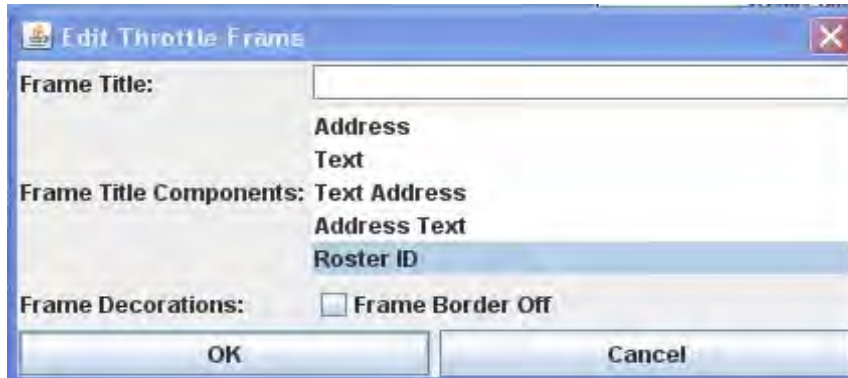 Edit Throttle Frame
Frame Title:
Address
Text
Frame Title Components: Text Address
Address Text
Roster ID
Frame Decorations: Frame Border Off
OK Cancel